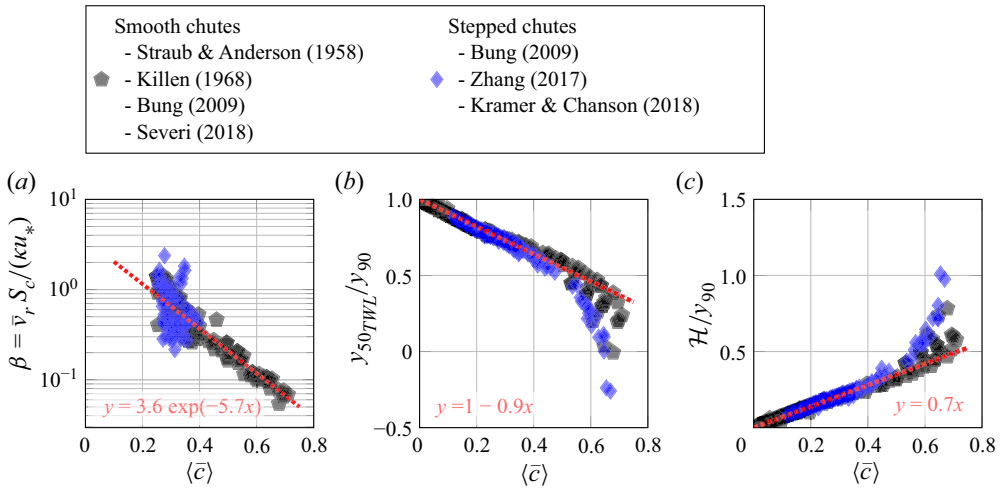 Smooth chutes
- Straub & Anderson (1958)
- Killen (1968)
- Bung (2009)
- Severi (2018)
Stepped chutes
- Bung (2009)
- Zhang (2017)
- Kramer & Chanson (2018)
(a)
10¹
10⁰
10⁻¹
β = v̄ᵣ S_c/(κu_*)
y = 3.6 exp(−5.7x)
0 0.2 0.4 0.6 0.8
⟨c̄⟩
(b)
1.0
0.5
0
−0.5
y₅₀_TWL/y₉₀
y =1 − 0.9x
0 0.2 0.4 0.6 0.8
⟨c̄⟩
(c)
1.5
1.0
0.5
ℋ/y₉₀
y = 0.7x
0 0.2 0.4 0.6 0.8
⟨c̄⟩